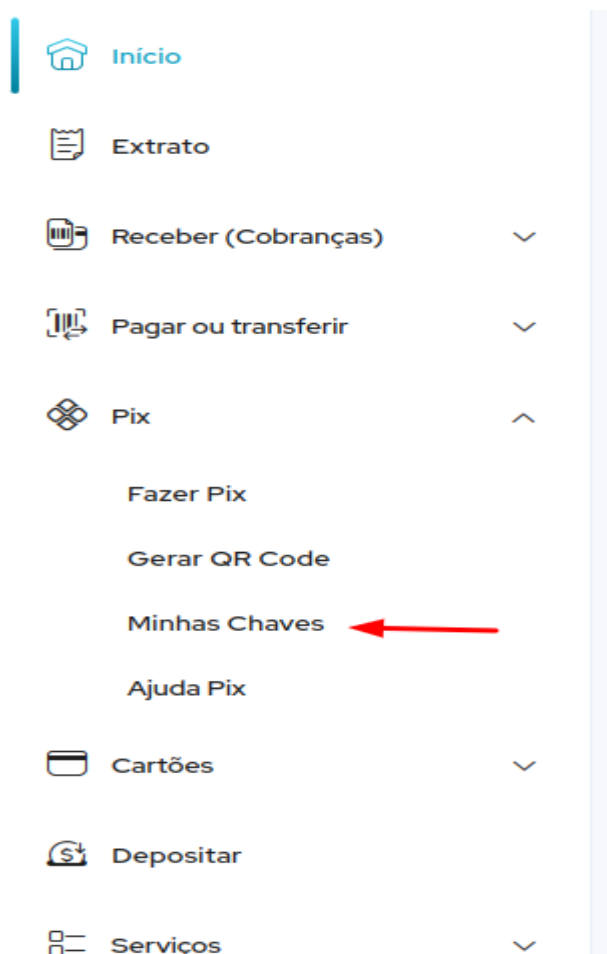 Início
Extrato
Receber (Cobranças)
Pagar ou transferir
Pix
Fazer Pix
Gerar QR Code
Minhas Chaves
Ajuda Pix
Cartões
Depositar
Serviços